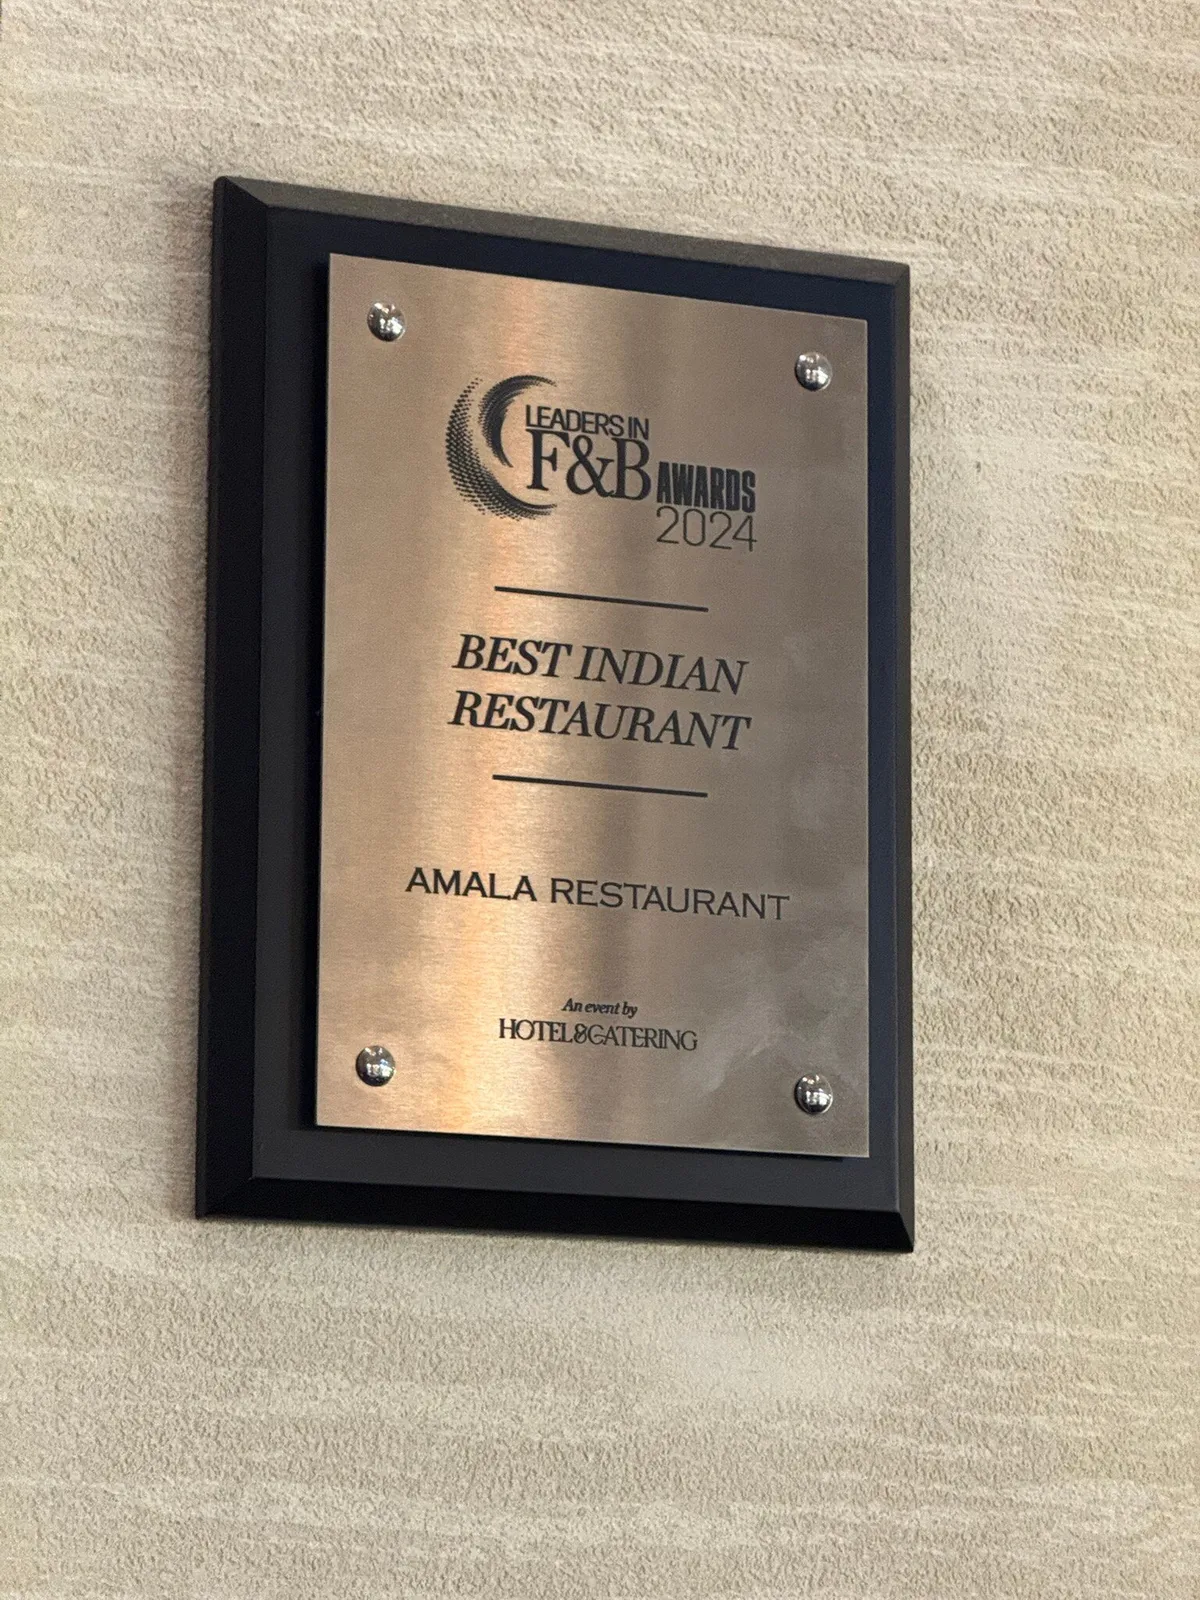 LEADERS IN
F&B AWARDS
2024
BEST INDIAN
RESTAURANT
AMALA RESTAURANT
An event by
HOTEL&CATERING